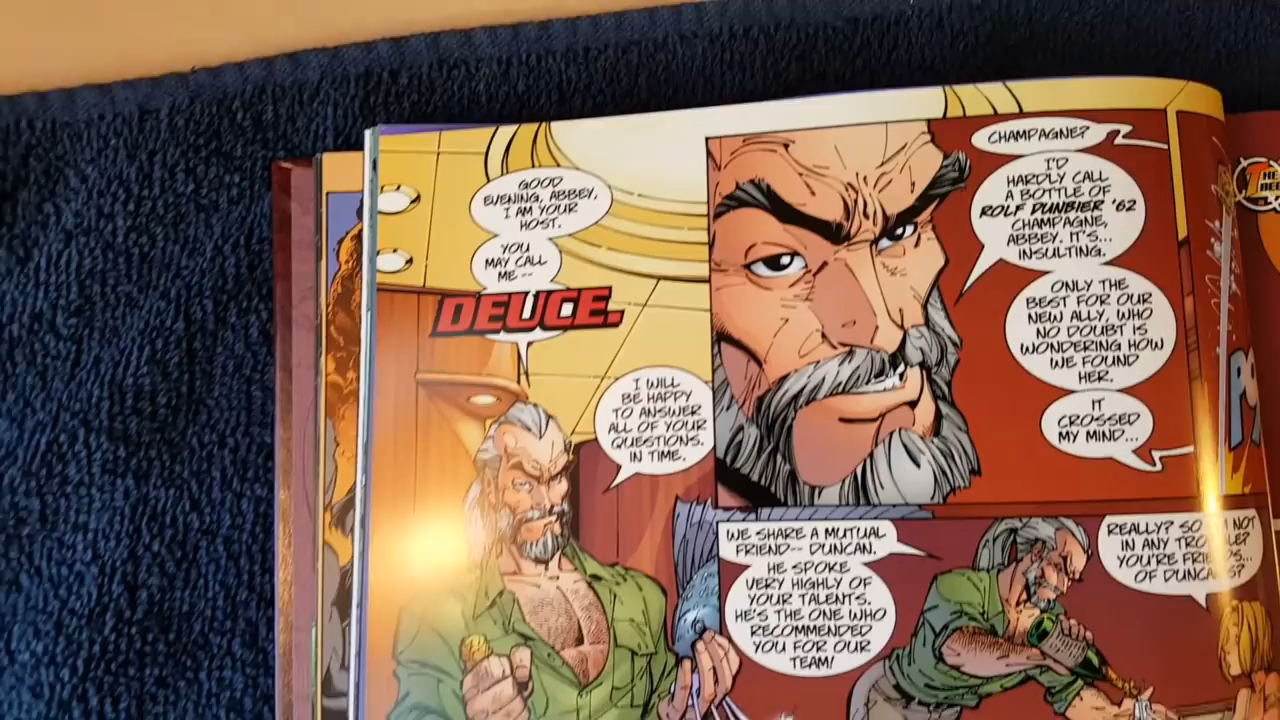 GOOD
EVENING, ABBEY,
I AM YOUR
HOST.
YOU
MAY CALL
ME --
DEUCE.
I WILL
BE HAPPY
TO ANSWER
ALL OF YOUR
QUESTIONS.
IN TIME.
CHAMPAGNE?
I'D
HARDLY CALL
A BOTTLE OF
ROLF DUNBIER '62
CHAMPAGNE,
ABBEY. IT'S...
INSULTING.
ONLY THE
BEST FOR OUR
NEW ALLY, WHO
NO DOUBT IS
WONDERING HOW
WE FOUND
HER.
IT
CROSSED
MY MIND...
WE SHARE A MUTUAL
FRIEND-- DUNCAN.
HE SPOKE
VERY HIGHLY OF
YOUR TALENTS.
HE'S THE ONE WHO
RECOMMENDED
YOU FOR OUR
TEAM!
REALLY? SO NOT
IN ANY
YOU'RE
OF